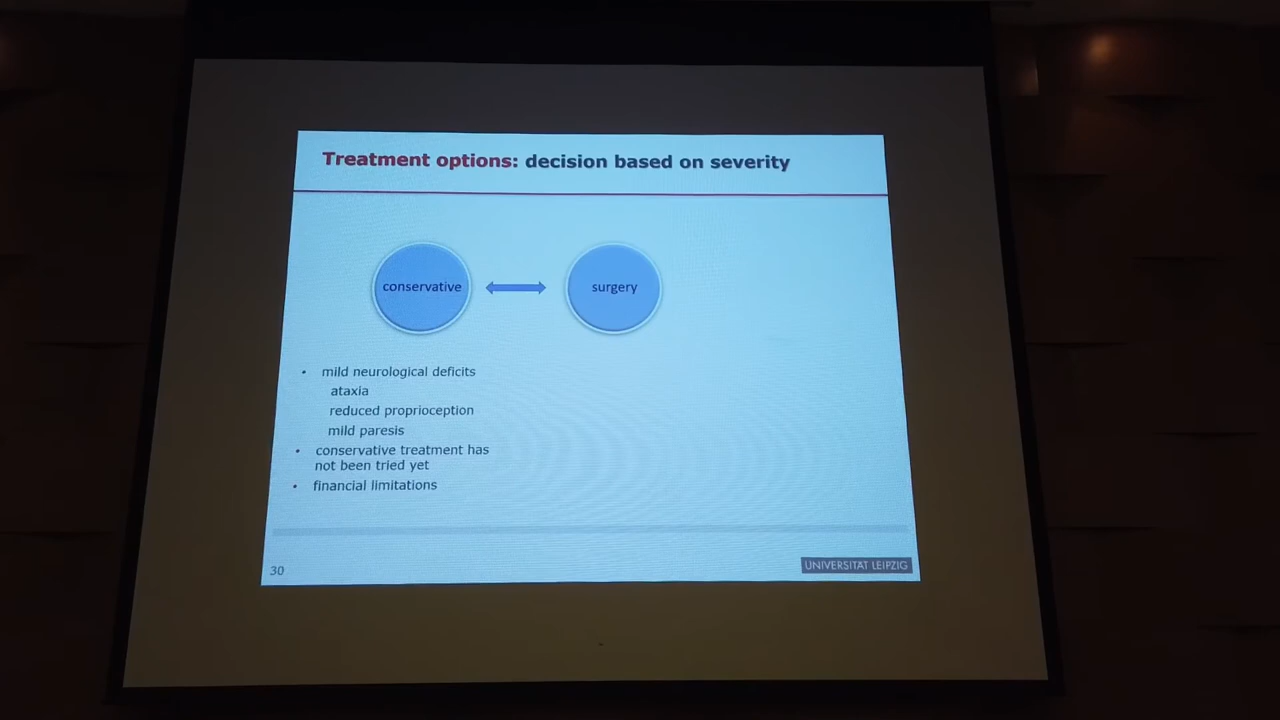 Treatment options: decision based on severity
conservative
surgery
• mild neurological deficits
ataxia
reduced proprioception
mild paresis
• conservative treatment has
not been tried yet
• financial limitations
30
UNIVERSITÄT LEIPZIG